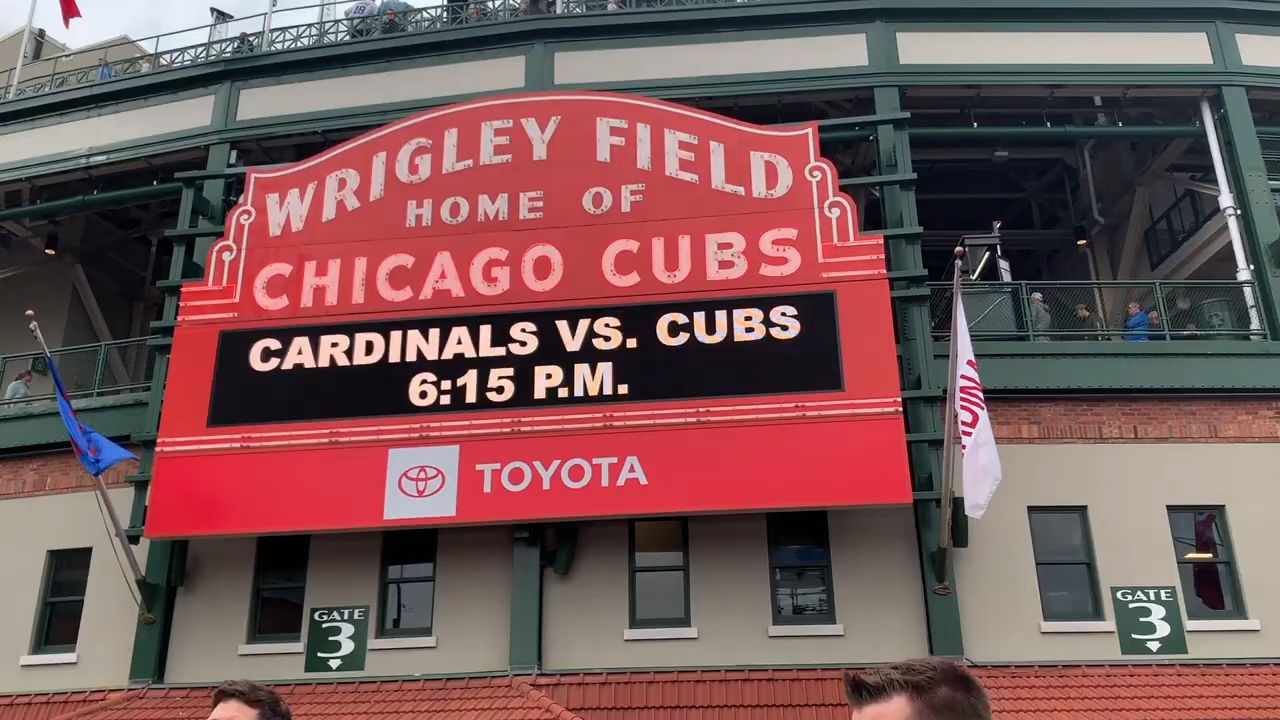 WRIGLEY FIELD
HOME OF
CHICAGO CUBS
CARDINALS VS. CUBS
6:15 P.M.
TOYOTA
GATE
3
GATE
3